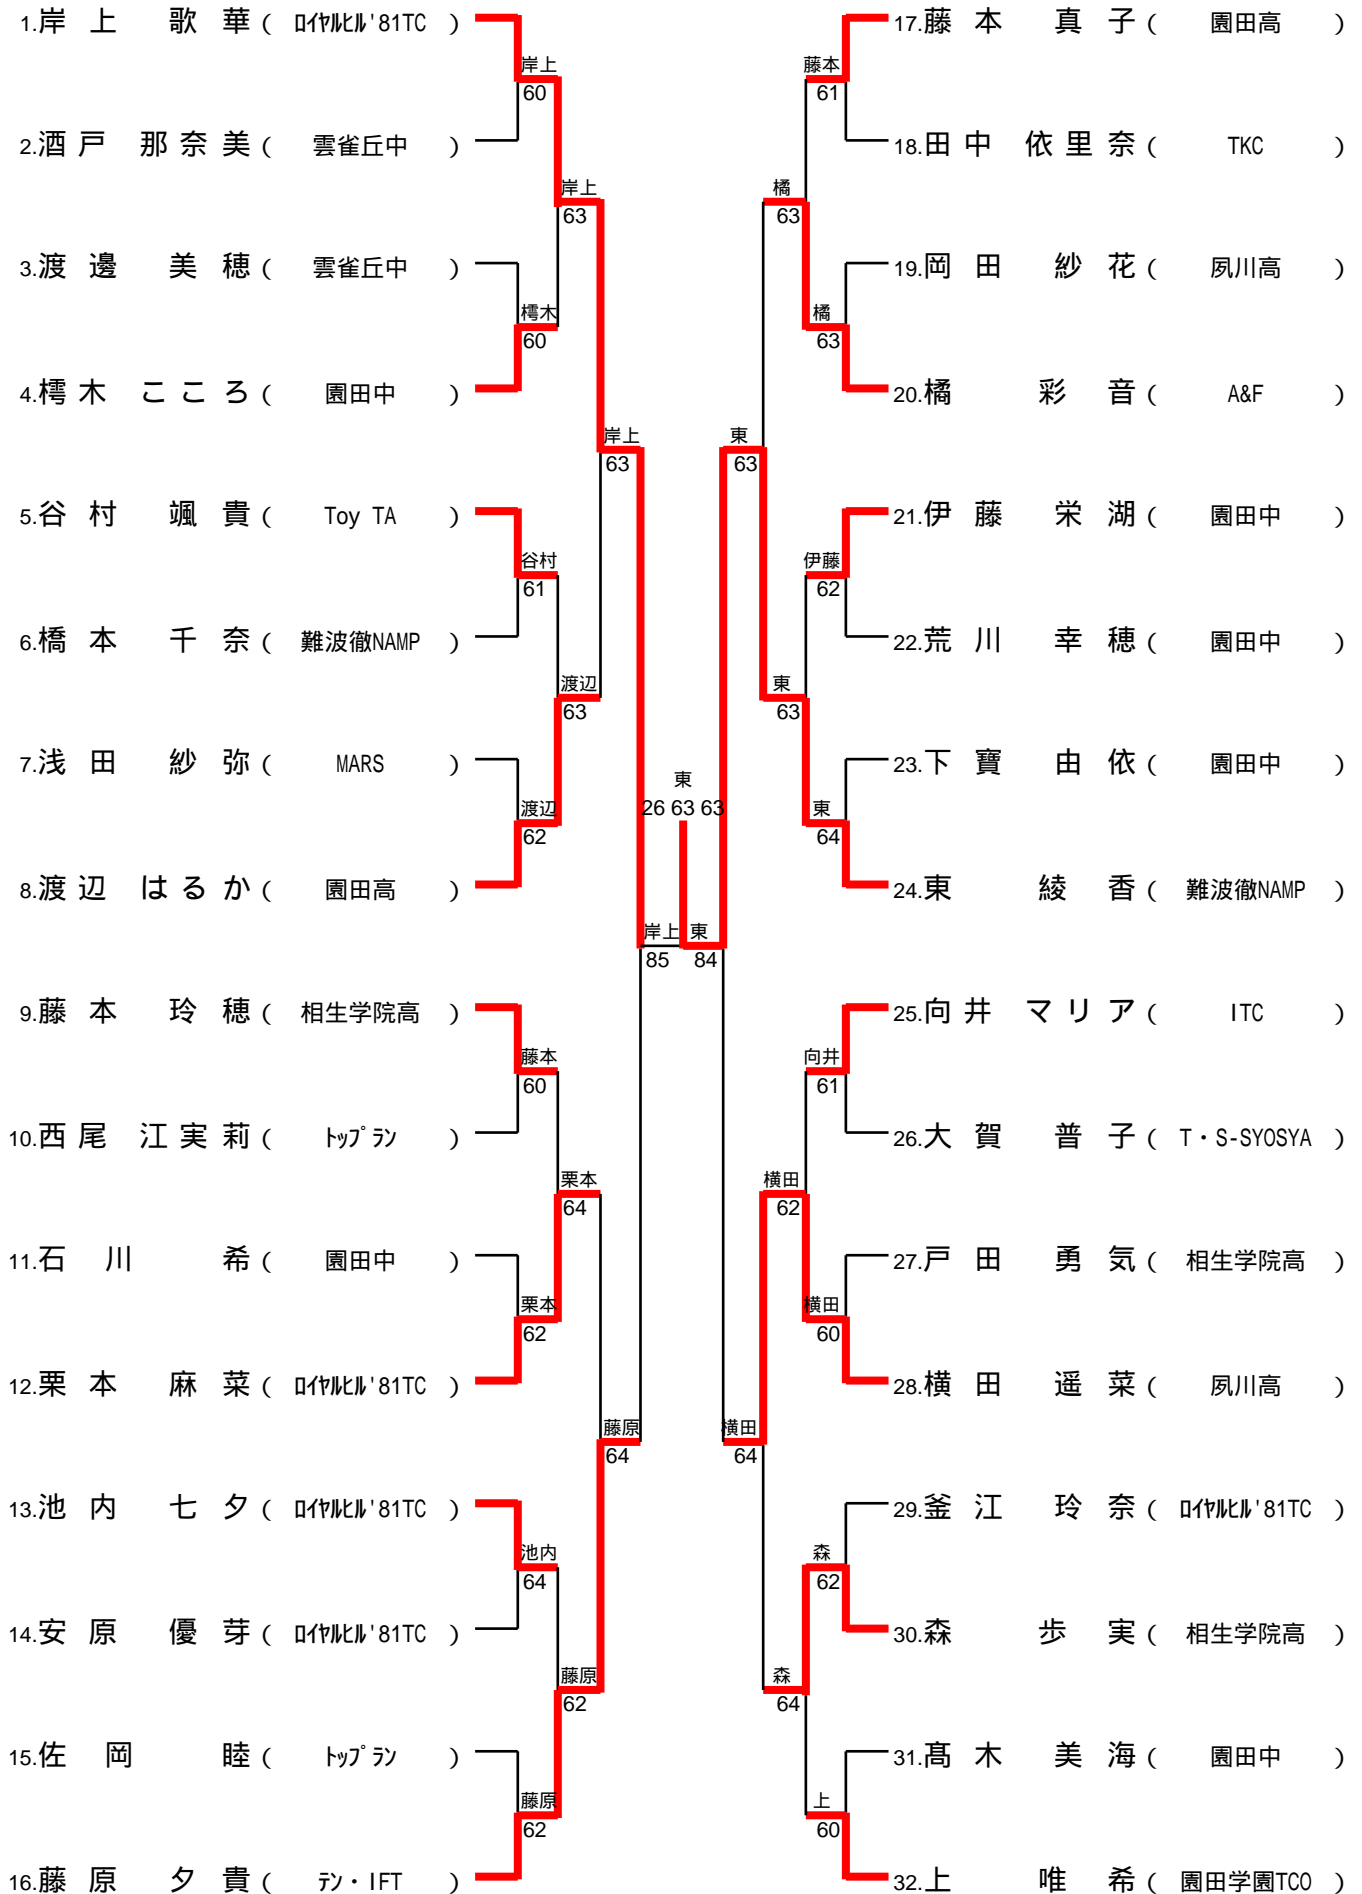 1.岸上 歌華 ( ﾛｲﾔﾙﾋﾙ'81TC )
岸上
60
2.酒戸 那奈美 ( 雲雀丘中 )
岸上
63
3.渡邊 美穂 ( 雲雀丘中 )
樗木
60
4.樗木 こころ ( 園田中 )
岸上
63
5.谷村 颯貴 ( Toy TA )
谷村
61
6.橋本 千奈 ( 難波徹NAMP )
渡辺
63
7.浅田 紗弥 ( MARS )
渡辺
62
8.渡辺 はるか ( 園田高 )
岸上
85
9.藤本 玲穂 ( 相生学院高 )
藤本
60
10.西尾 江実莉 ( ﾄｯﾌﾟﾗﾝ )
栗本
64
11.石川 希 ( 園田中 )
栗本
62
12.栗本 麻菜 ( ﾛｲﾔﾙﾋﾙ'81TC )
藤原
64
13.池内 七夕 ( ﾛｲﾔﾙﾋﾙ'81TC )
池内
64
14.安原 優芽 ( ﾛｲﾔﾙﾋﾙ'81TC )
藤原
62
15.佐岡 睦 ( ﾄｯﾌﾟﾗﾝ )
藤原
62
16.藤原 夕貴 ( ﾃﾝ・IFT )
東
26 63 63
17.藤本 真子 ( 園田高 )
藤本
61
18.田中 依里奈 ( TKC )
橘
63
19.岡田 紗花 ( 夙川高 )
橘
63
20.橘 彩音 ( A&F )
東
63
21.伊藤 栄湖 ( 園田中 )
伊藤
62
22.荒川 幸穂 ( 園田中 )
東
63
23.下寶 由依 ( 園田中 )
東
64
24.東 綾香 ( 難波徹NAMP )
東
84
25.向井 マリア ( ITC )
向井
61
26.大賀 普子 ( T・S-SYOSYA )
横田
62
27.戸田 勇気 ( 相生学院高 )
横田
60
28.横田 遥菜 ( 夙川高 )
横田
64
29.釜江 玲奈 ( ﾛｲﾔﾙﾋﾙ'81TC )
森
62
30.森 歩実 ( 相生学院高 )
森
64
31.髙木 美海 ( 園田中 )
上
60
32.上 唯希 ( 園田学園TCO )